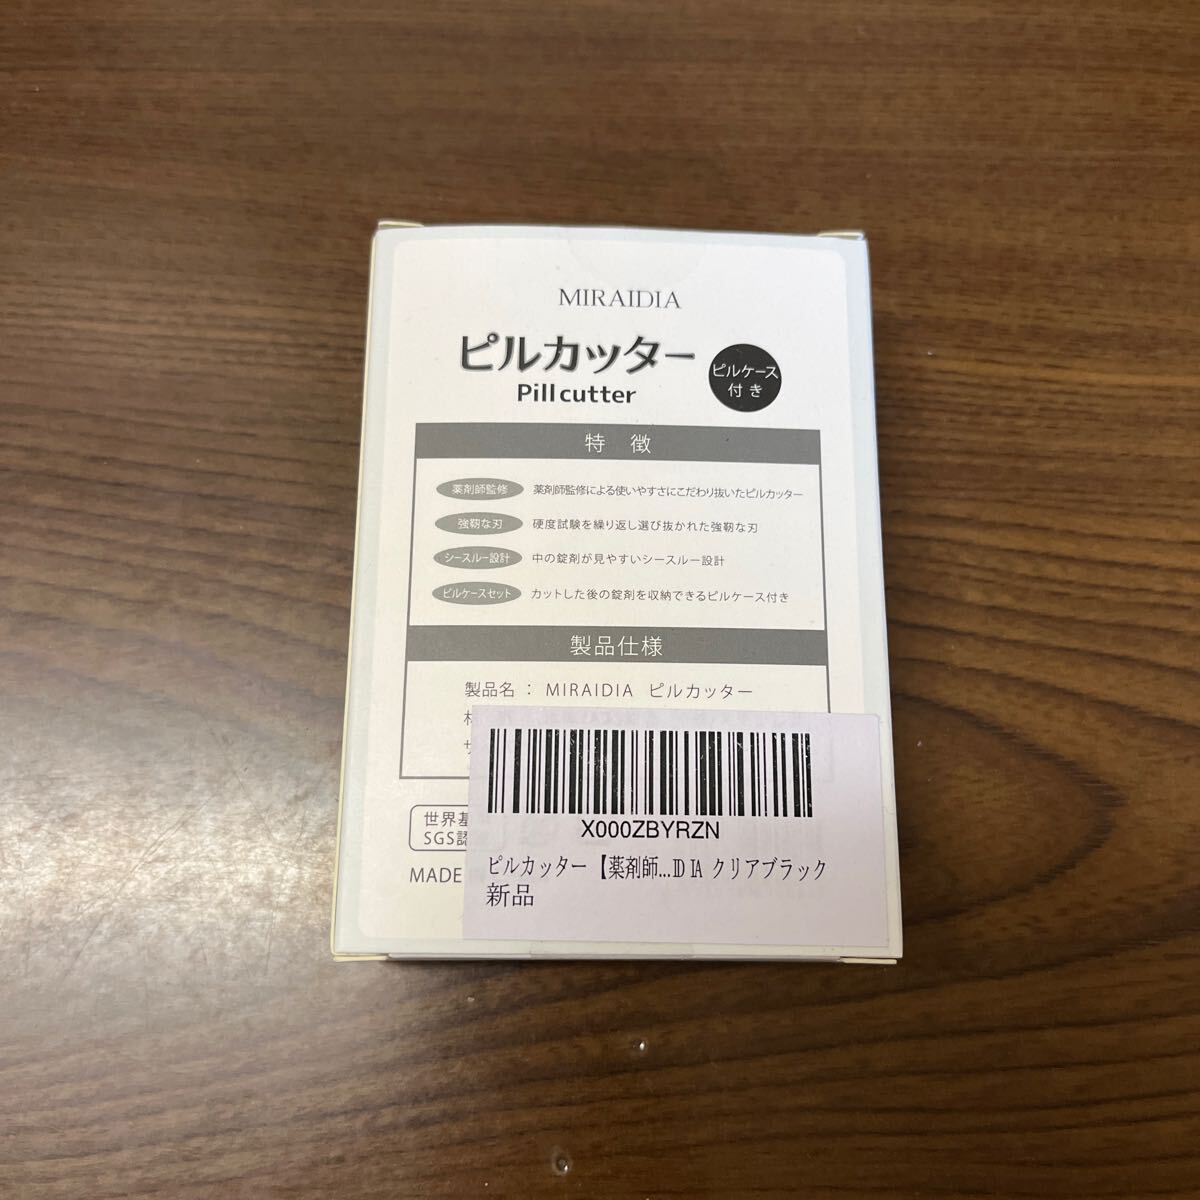 MIRAIDIA
ピルカッター
Pill cutter
ピルケース
付き
特 徴
薬剤師監修 薬剤師監修による使いやすさにこだわり抜いたピルカッター
強靭な刃 硬度試験を繰り返し選び抜かれた強靭な刃
シースルー設計 中の錠剤が見やすいシースルー設計
ピルケースセット カットした後の錠剤を収納できるピルケース付き
製品仕様
製品名 : MIRAIDIA ピルカッター
世界基
SGS認
MADE
X000ZBYRZN
ピルカッター【薬剤師...IDIA クリアブラック
新品